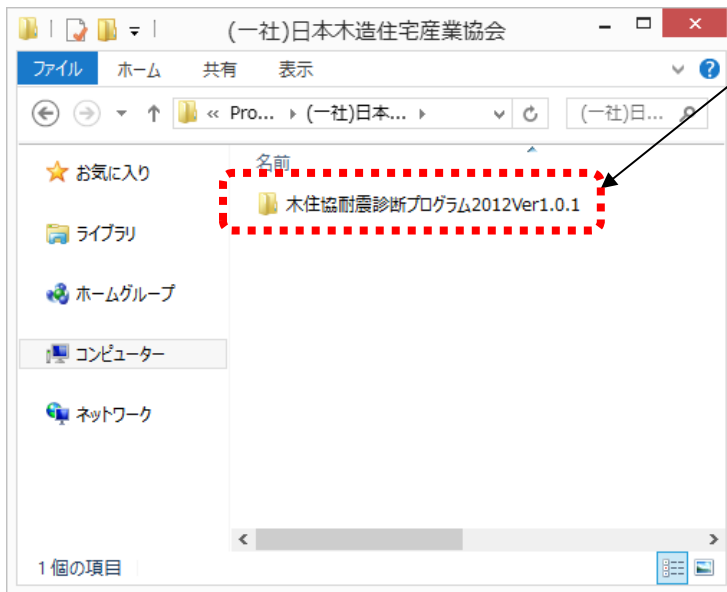 (一社)日本木造住宅産業協会
ファイル ホーム 共有 表示
« Pro... ▸ (一社)日本... ▸ (一社)日...
お気に入り
名前
木住協耐震診断プログラム2012Ver1.0.1
ライブラリ
ホームグループ
コンピューター
ネットワーク
1 個の項目